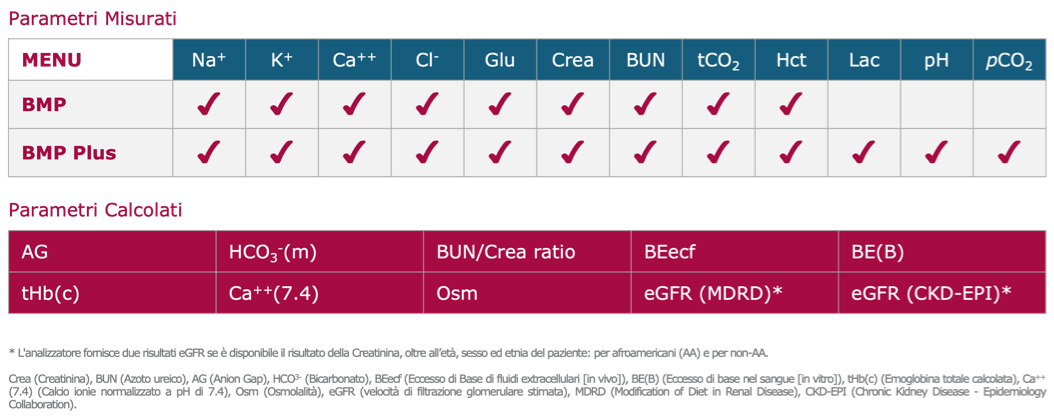 Parametri Misurati
MENU Na⁺ K⁺ Ca⁺⁺ Cl⁻ Glu Crea BUN tCO₂ Hct Lac pH pCO₂
BMP ✓ ✓ ✓ ✓ ✓ ✓ ✓ ✓ ✓
BMP Plus ✓ ✓ ✓ ✓ ✓ ✓ ✓ ✓ ✓ ✓ ✓ ✓
Parametri Calcolati
AG HCO₃⁻(m) BUN/Crea ratio BEecf BE(B)
tHb(c) Ca⁺⁺(7.4) Osm eGFR (MDRD)* eGFR (CKD-EPI)*
* L'analizzatore fornisce due risultati eGFR se è disponibile il risultato della Creatinina, oltre all'età, sesso ed etnia del paziente: per afroamericani (AA) e per non-AA.
Crea (Creatinina), BUN (Azoto ureico), AG (Anion Gap), HCO³⁻ (Bicarbonato), BEecf (Eccesso di Base di fluidi extracellulari [in vivo]), BE(B) (Eccesso di base nel sangue [in vitro]), tHb(c) (Emoglobina totale calcolata), Ca⁺⁺
(7.4) (Calcio ionie normalizzato a pH di 7.4), Osm (Osmolalità), eGFR (velocità di filtrazione glomerulare stimata), MDRD (Modification of Diet in Renal Disease), CKD-EPI (Chronic Kidney Disease - Epidemiology
Collaboration).